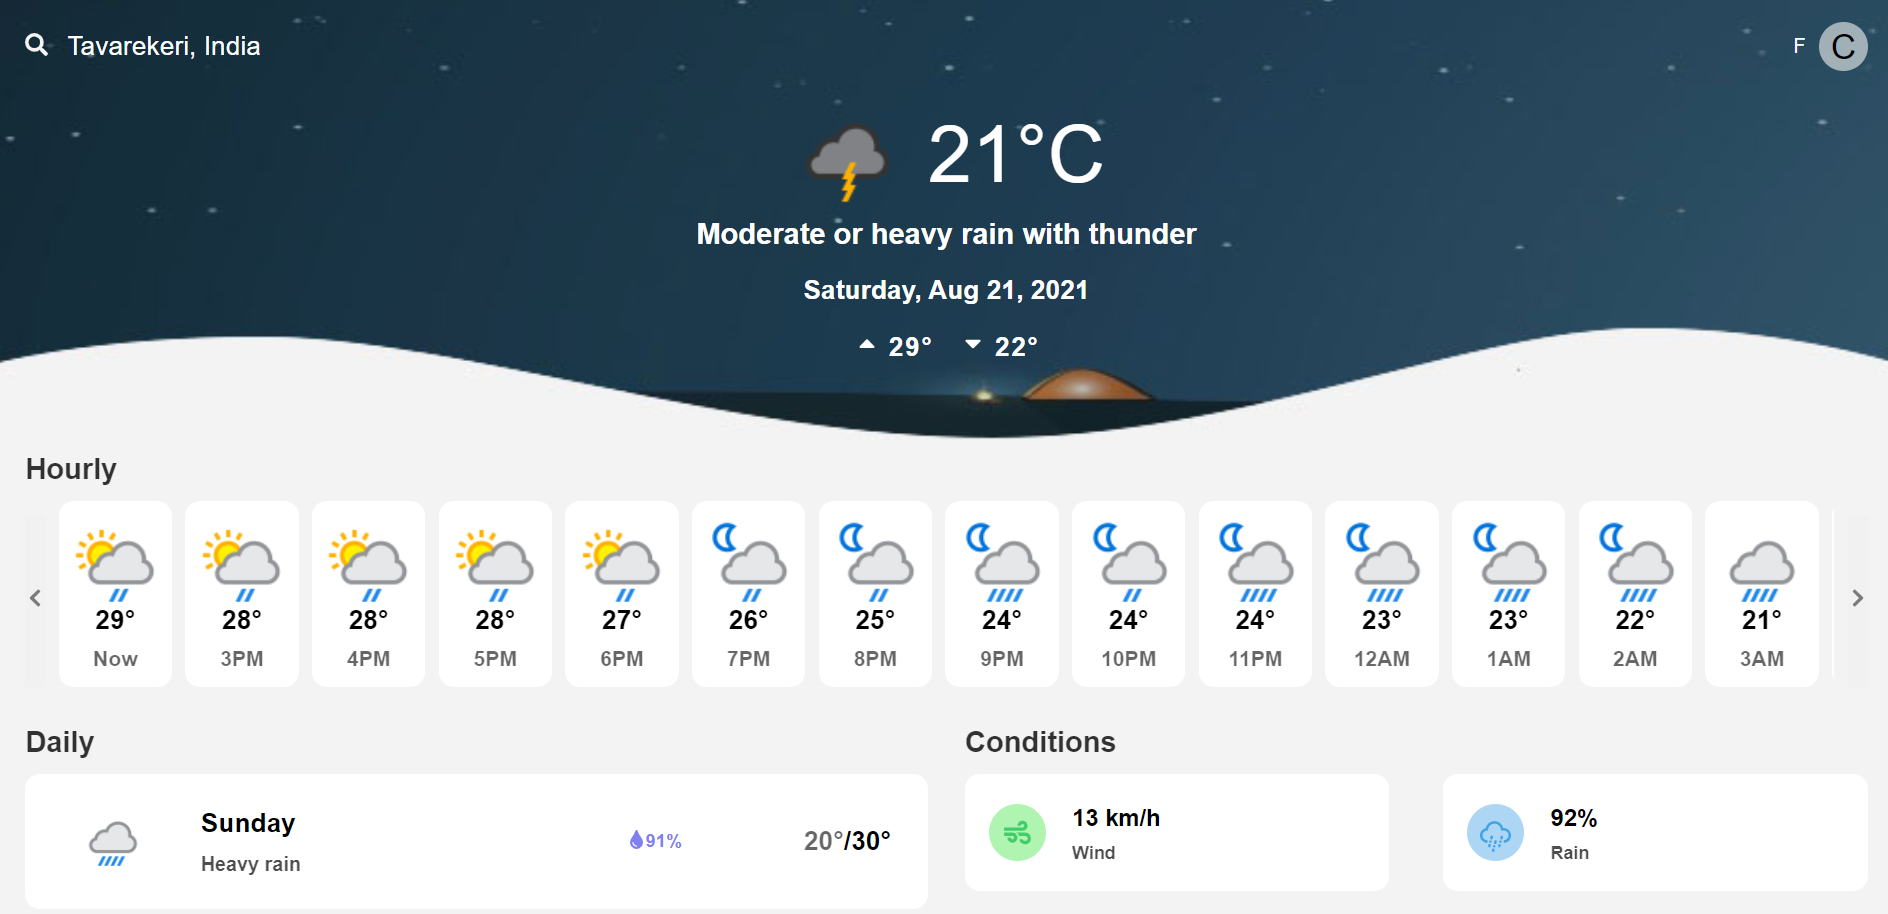 Tavarekeri, India
F C
21°C
Moderate or heavy rain with thunder
Saturday, Aug 21, 2021
29° 22°
Hourly
29° 28° 28° 28° 27° 26° 25° 24° 24° 24° 23° 23° 22° 21°
Now 3PM 4PM 5PM 6PM 7PM 8PM 9PM 10PM 11PM 12AM 1AM 2AM 3AM
Daily
Sunday
Heavy rain
91%
20°/30°
Conditions
13 km/h
Wind
92%
Rain